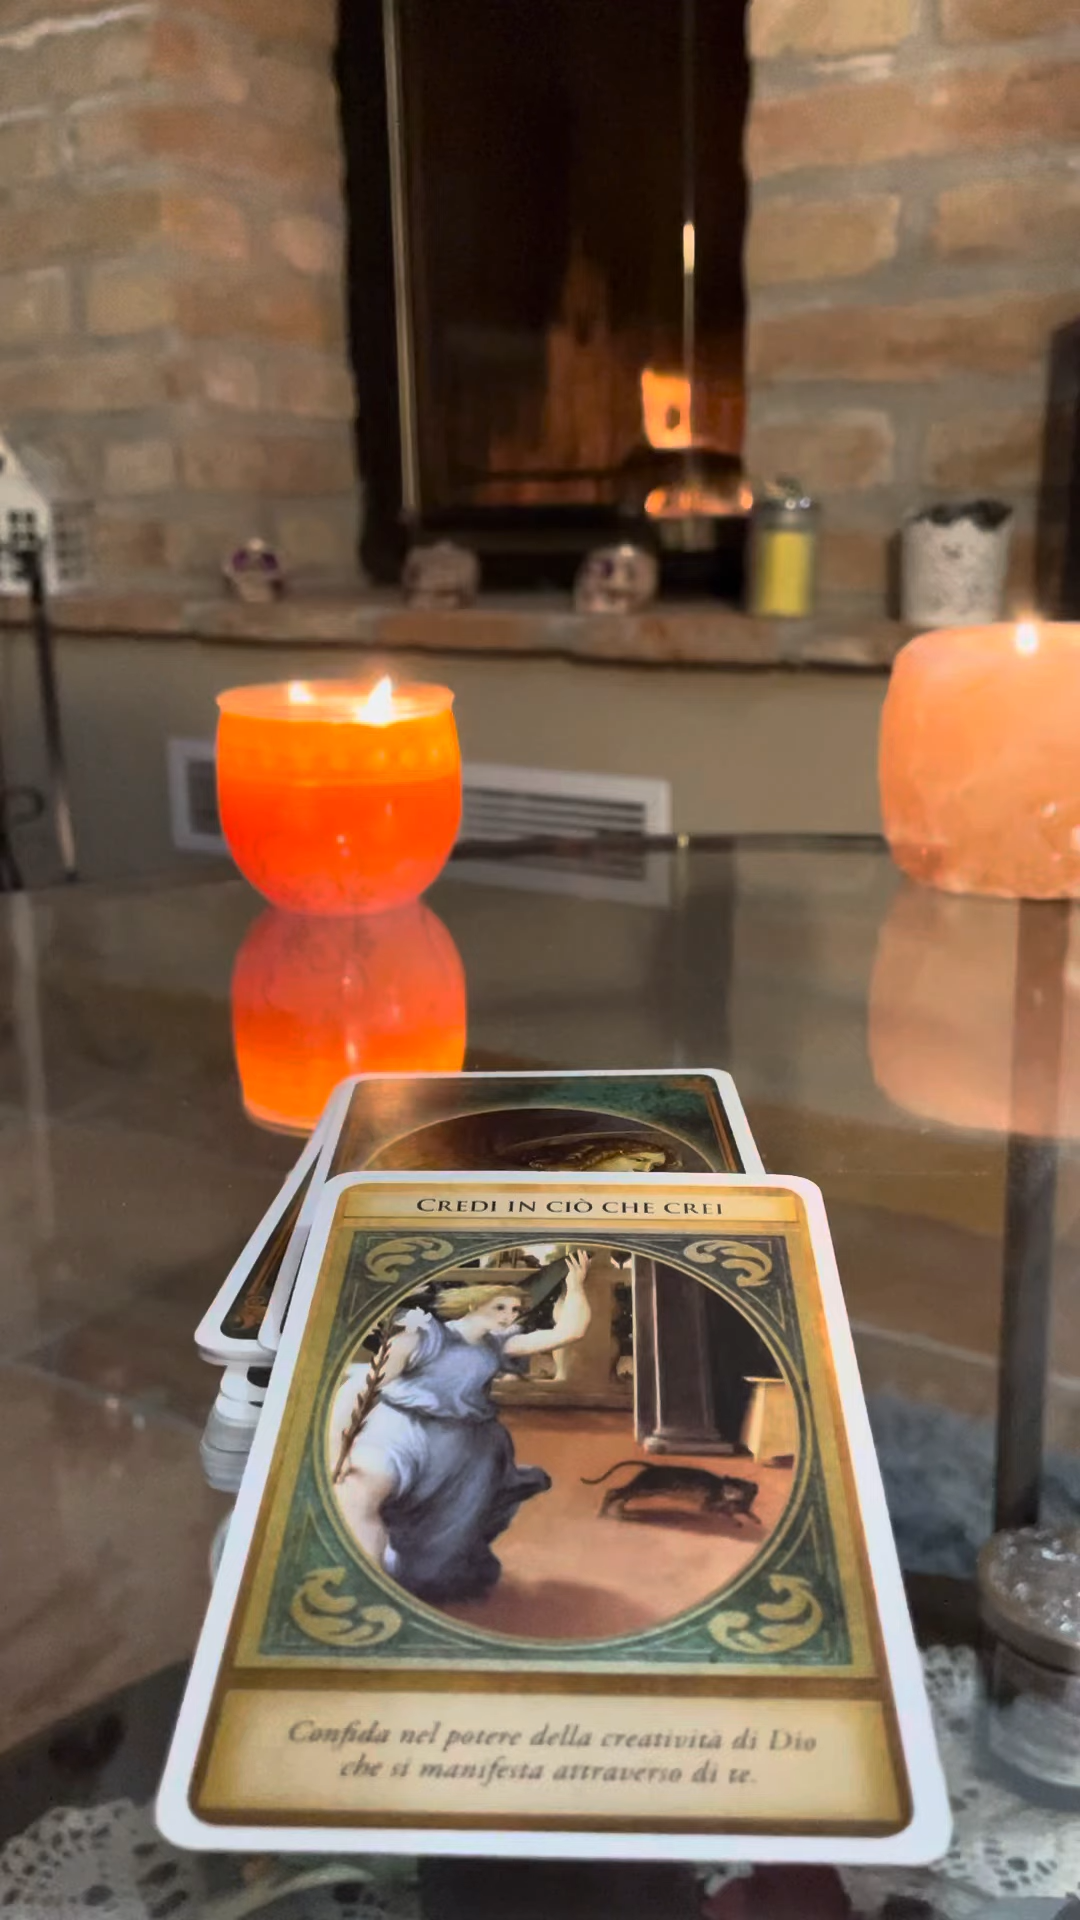 CREDI IN CIÒ CHE CREI
Confida nel potere della creatività di Dio
che si manifesta attraverso di te.